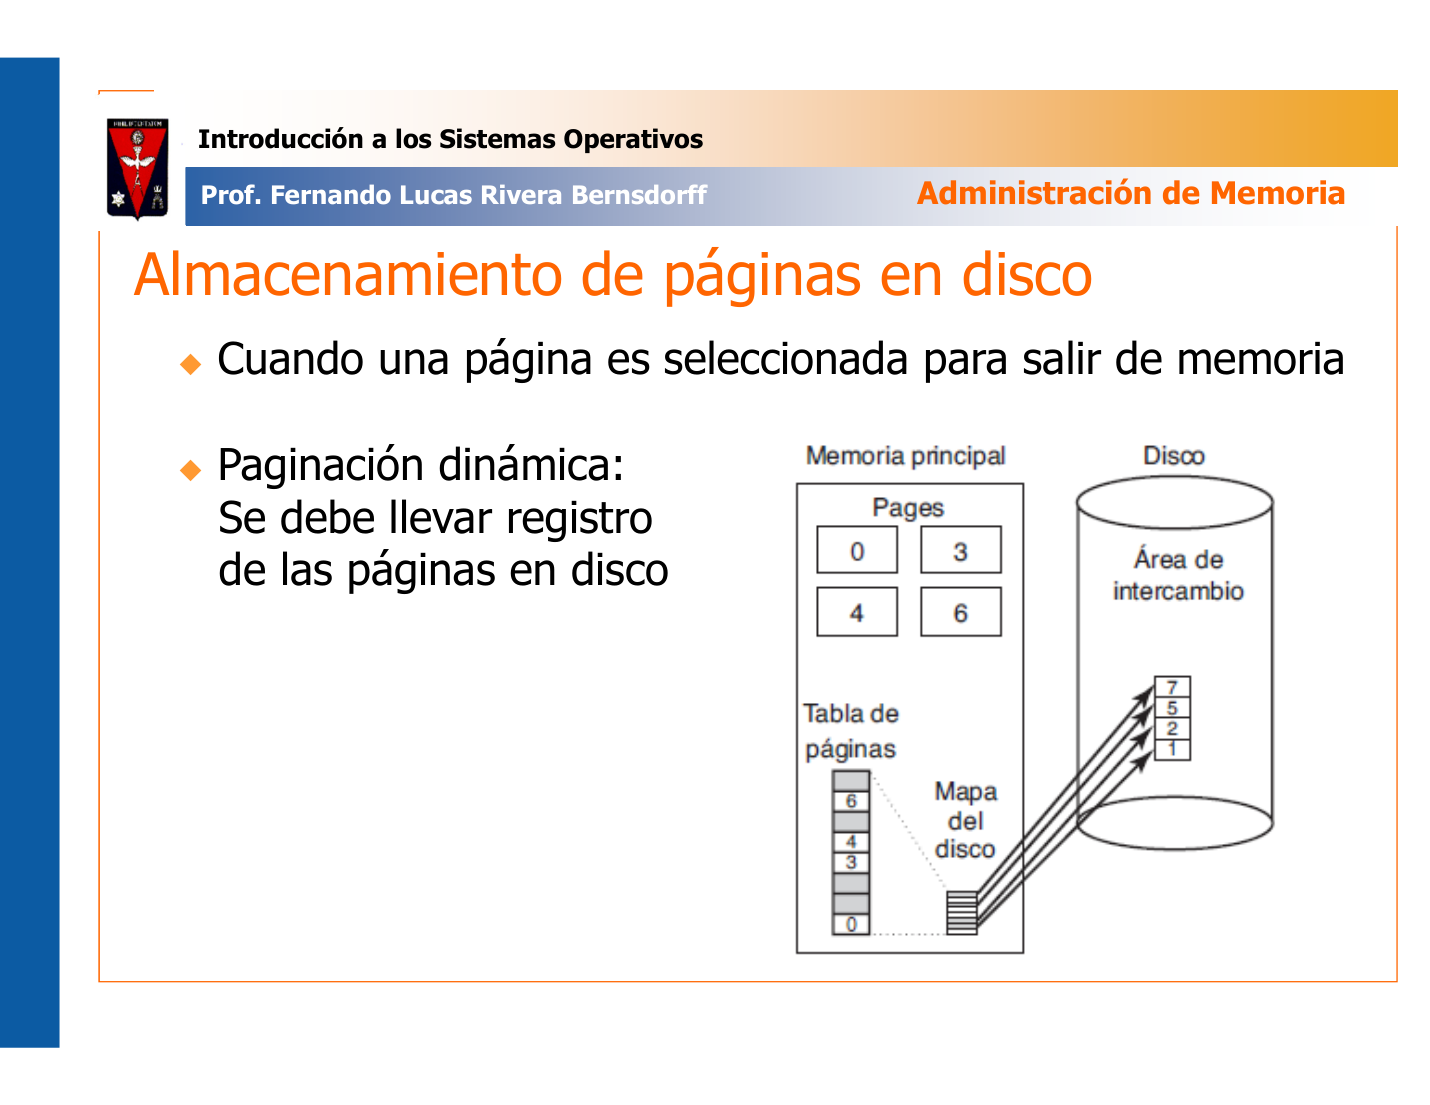 Introducción a los Sistemas Operativos
Prof. Fernando Lucas Rivera Bernsdorff
Administración de Memoria
Almacenamiento de páginas en disco
Cuando una página es seleccionada para salir de memoria
Paginación dinámica:
Se debe llevar registro
de las páginas en disco
Memoria principal
Pages
0
3
4
6
Tabla de
páginas
6
4
3
0
Mapa
del
disco
Disco
Área de
intercambio
7
5
2
1